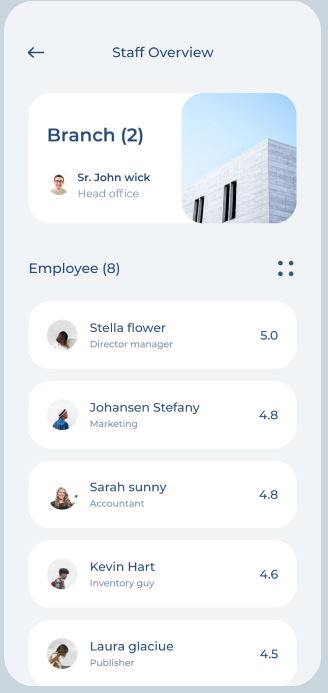 Staff Overview
Branch (2)
Sr. John wick
Head office
Employee (8)
Stella flower
Director manager
5.0
Johansen Stefany
Marketing
4.8
Sarah sunny
Accountant
4.8
Kevin Hart
Inventory guy
4.6
Laura glaciue
Publisher
4.5